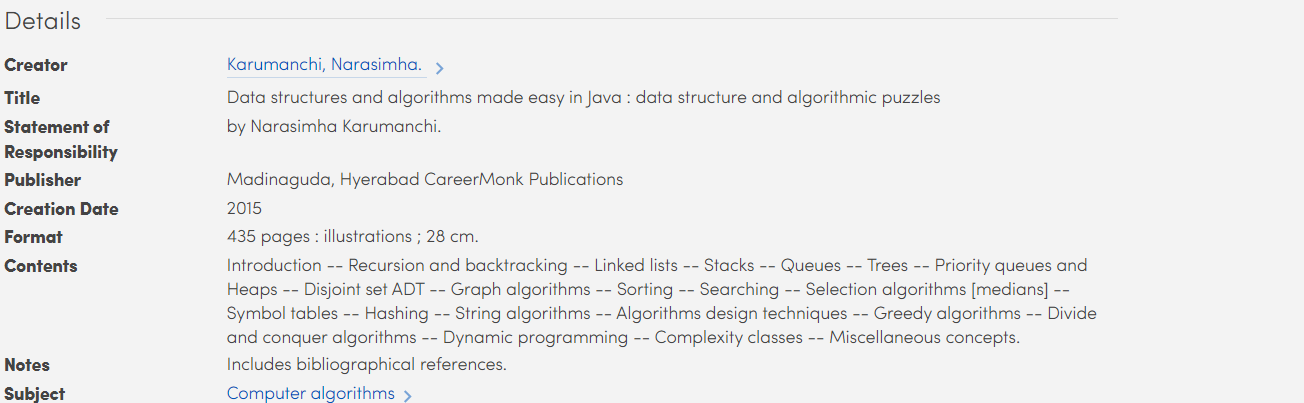 Details
Creator Karumanchi, Narasimha.
Title Data structures and algorithms made easy in Java : data structure and algorithmic puzzles
Statement of by Narasimha Karumanchi.
Responsibility
Publisher Madinaguda, Hyerabad CareerMonk Publications
Creation Date 2015
Format 435 pages : illustrations ; 28 cm.
Contents Introduction -- Recursion and backtracking -- Linked lists -- Stacks -- Queues -- Trees -- Priority queues and
Heaps -- Disjoint set ADT -- Graph algorithms -- Sorting -- Searching -- Selection algorithms [medians] --
Symbol tables -- Hashing -- String algorithms -- Algorithms design techniques -- Greedy algorithms -- Divide
and conquer algorithms -- Dynamic programming -- Complexity classes -- Miscellaneous concepts.
Notes Includes bibliographical references.
Subject Computer algorithms